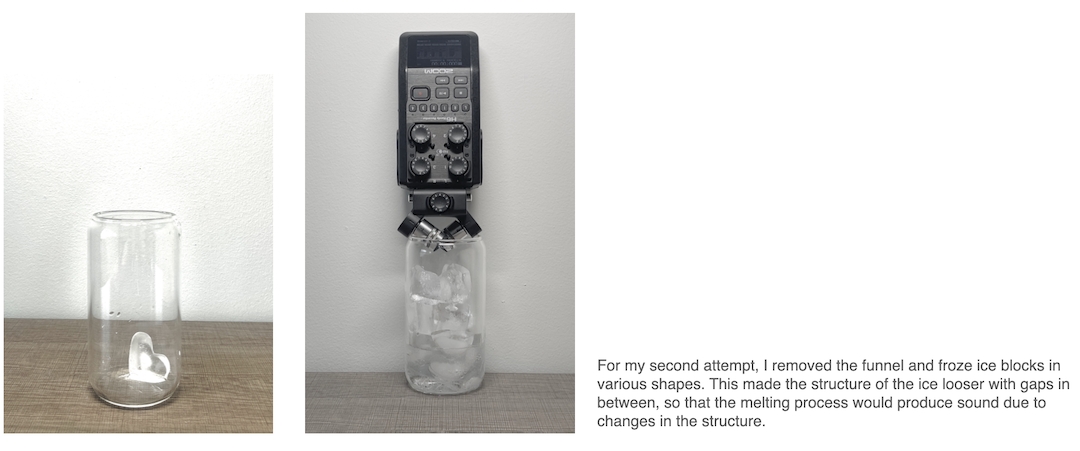 ZOOM
H6
For my second attempt, I removed the funnel and froze ice blocks in
various shapes. This made the structure of the ice looser with gaps in
between, so that the melting process would produce sound due to
changes in the structure.